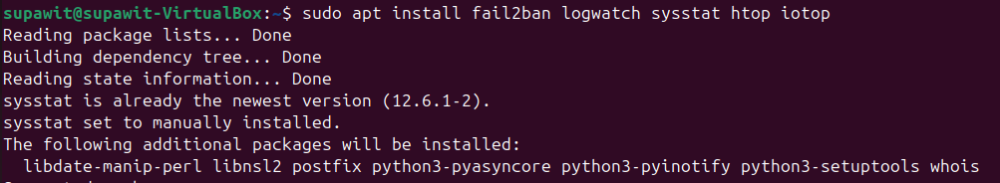 supawit@supawit-VirtualBox:~$ sudo apt install fail2ban logwatch sysstat htop iotop
Reading package lists... Done
Building dependency tree... Done
Reading state information... Done
sysstat is already the newest version (12.6.1-2).
sysstat set to manually installed.
The following additional packages will be installed:
  libdate-manip-perl libnsl2 postfix python3-pyasyncore python3-pyinotify python3-setuptools whois